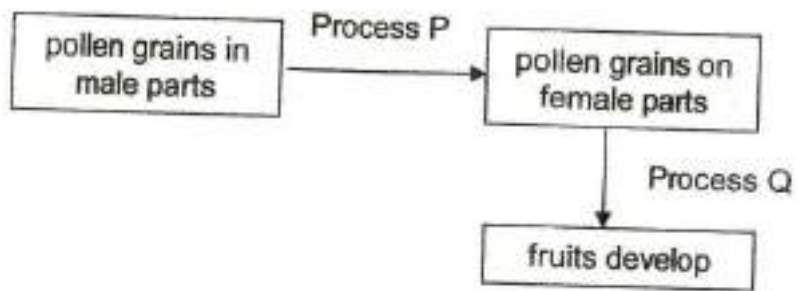 pollen grains in
male parts
Process P
pollen grains on
female parts
Process Q
fruits develop